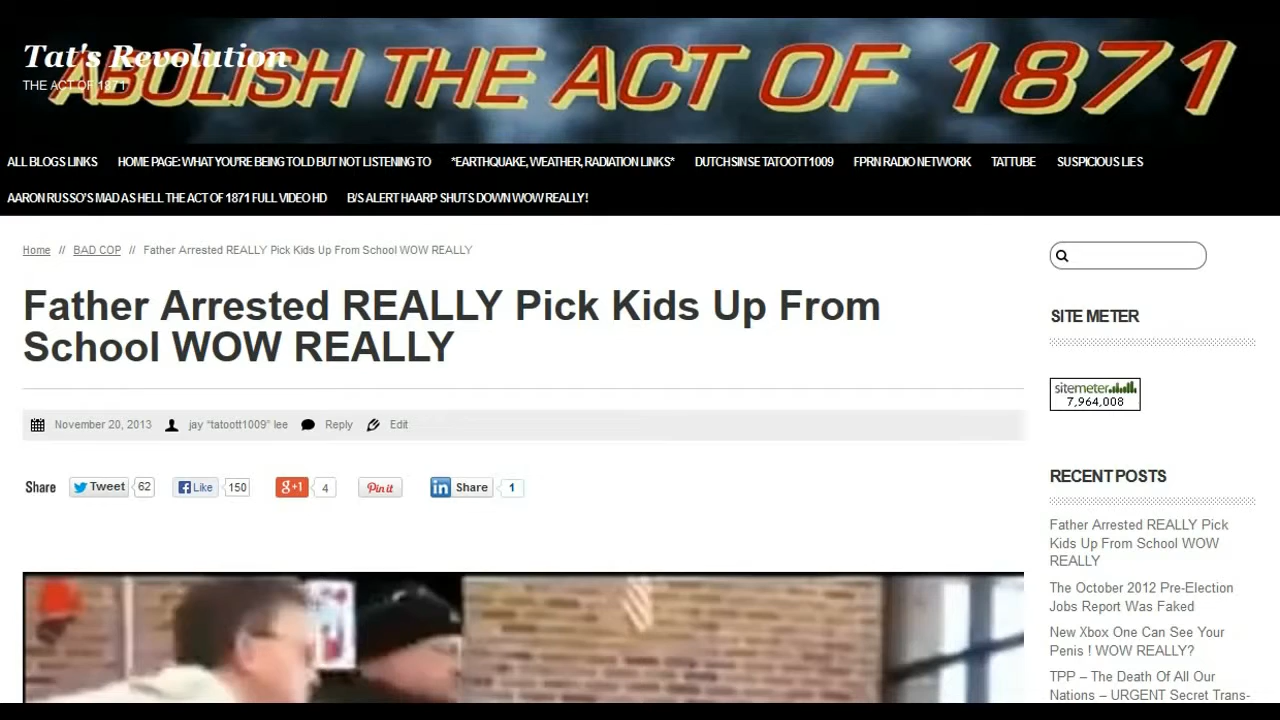 Tat's Revolution
THE ACT OF 1871
ABOLISH THE ACT OF 1871
ALL BLOGS LINKS HOME PAGE: WHAT YOU'RE BEING TOLD BUT NOT LISTENING TO *EARTHQUAKE, WEATHER, RADIATION LINKS* DUTCHSINSE TATOOTT1009 FPRN RADIO NETWORK TATTUBE SUSPICIOUS LIES
AARON RUSSO'S MAD AS HELL THE ACT OF 1871 FULL VIDEO HD B/S ALERT HAARP SHUTS DOWN WOW REALLY!
Home // BAD COP // Father Arrested REALLY Pick Kids Up From School WOW REALLY
Father Arrested REALLY Pick Kids Up From
School WOW REALLY
November 20, 2013 jay "tatoott1009" lee Reply Edit
Share Tweet 62 Like 150 g+1 4 Pin it in Share 1
SITE METER
sitemeter
7,964,008
RECENT POSTS
Father Arrested REALLY Pick
Kids Up From School WOW
REALLY
The October 2012 Pre-Election
Jobs Report Was Faked
New Xbox One Can See Your
Penis ! WOW REALLY?
TPP – The Death Of All Our
Nations – URGENT Secret Trans-